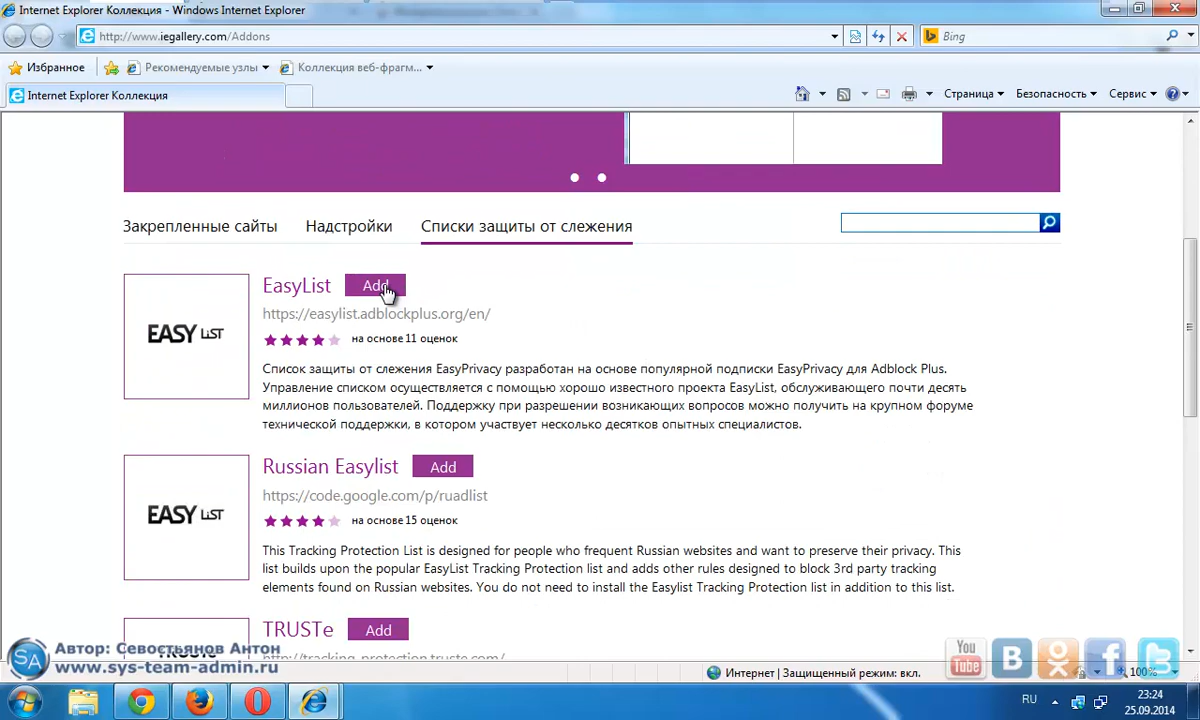 Internet Explorer Коллекция - Windows Internet Explorer
http://www.iegallery.com/Addons
Bing
Избранное
Рекомендуемые узлы
Коллекция веб-фрагм...
Internet Explorer Коллекция
Страница
Безопасность
Сервис
Закрепленные сайты
Надстройки
Списки защиты от слежения
EasyList
Add
EASY LiST
https://easylist.adblockplus.org/en/
на основе 11 оценок
Список защиты от слежения EasyPrivacy разработан на основе популярной подписки EasyPrivacy для Adblock Plus.
Управление списком осуществляется с помощью хорошо известного проекта EasyList, обслуживающего почти десять
миллионов пользователей. Поддержку при разрешении возникающих вопросов можно получить на крупном форуме
технической поддержки, в котором участвует несколько десятков опытных специалистов.
Russian Easylist
Add
EASY LiST
https://code.google.com/p/ruadlist
на основе 15 оценок
This Tracking Protection List is designed for people who frequent Russian websites and want to preserve their privacy. This
list builds upon the popular EasyList Tracking Protection list and adds other rules designed to block 3rd party tracking
elements found on Russian websites. You do not need to install the Easylist Tracking Protection list in addition to this list.
TRUSTe
Add
http://tracking-protection.truste.com/
SA
Автор: Севостьянов Антон
www.sys-team-admin.ru
You
Tube
Интернет | Защищенный режим: вкл.
100%
RU
23:24
25.09.2014